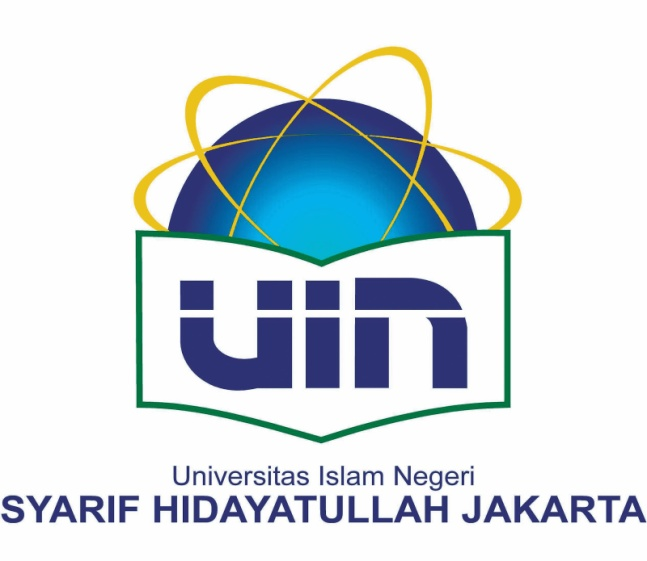 uin
Universitas Islam Negeri
SYARIF HIDAYATULLAH JAKARTA